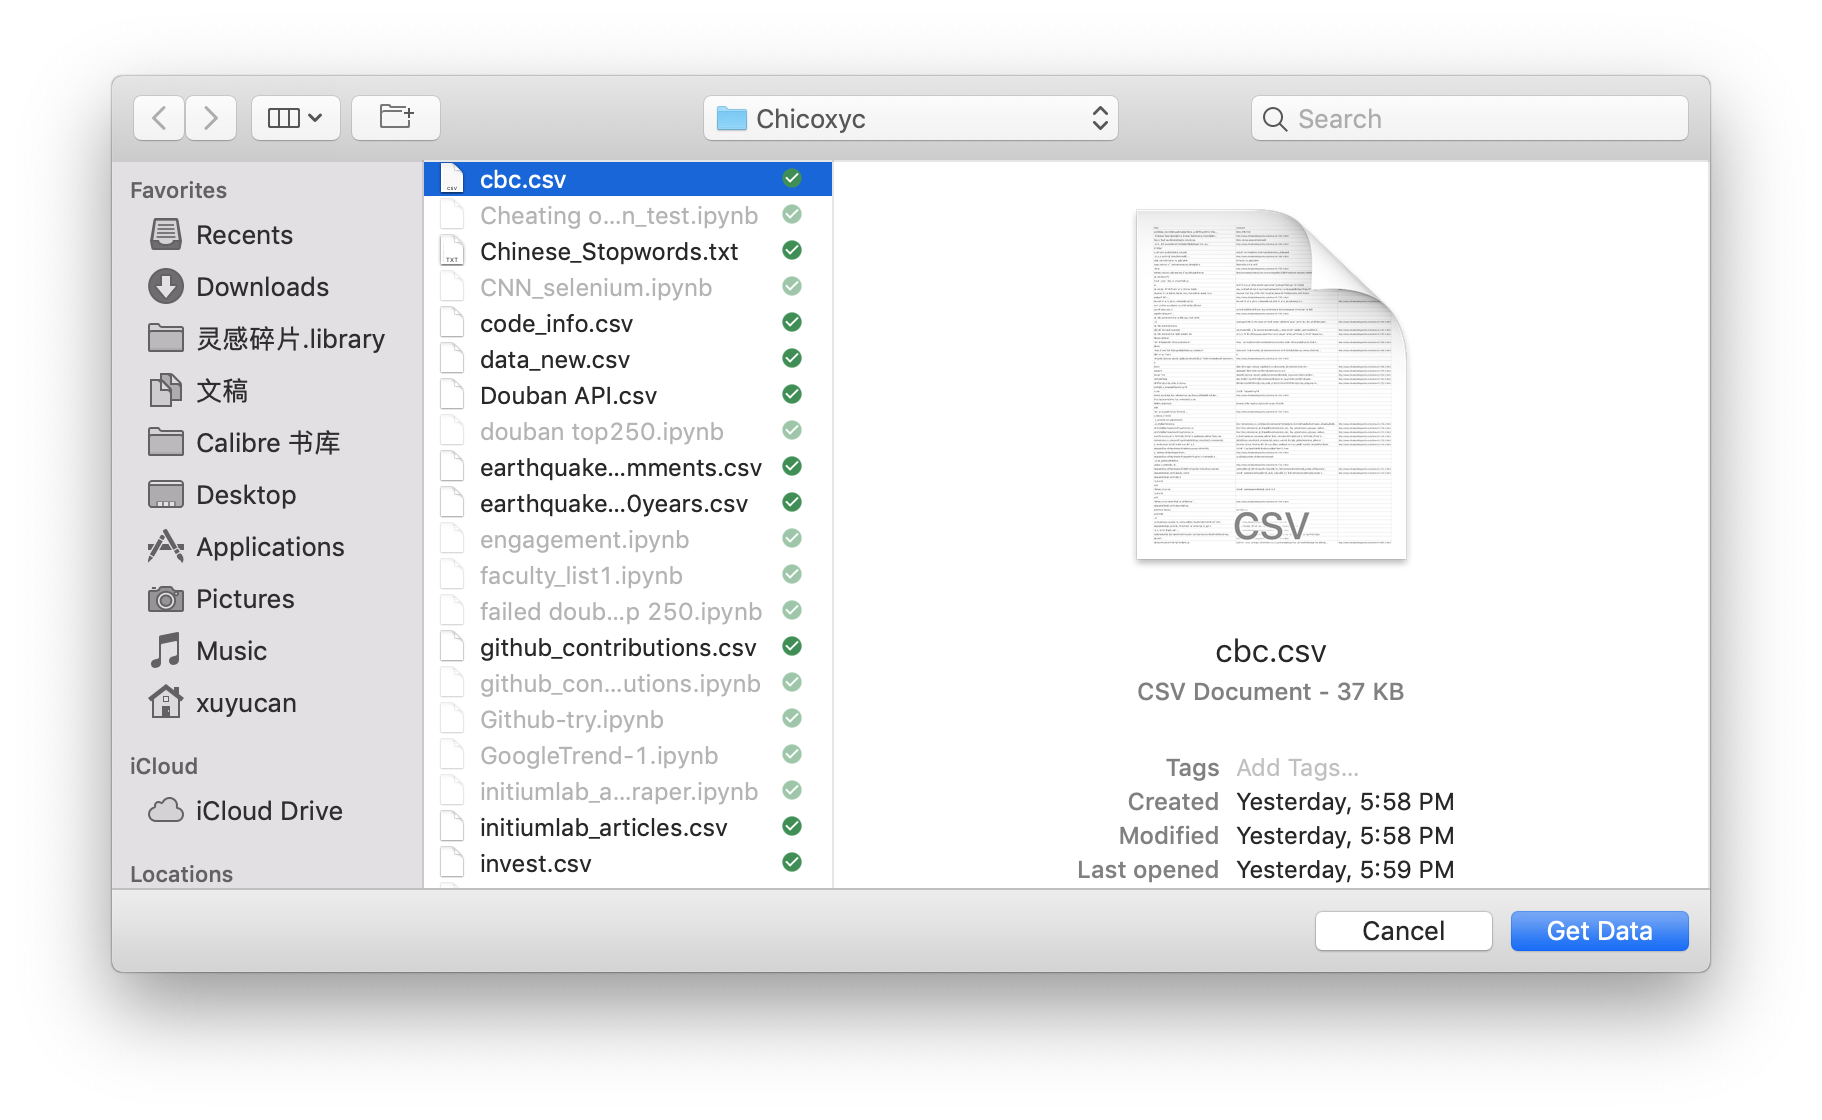 Chicoxyc
Search
Favorites
Recents
Downloads
灵感碎片.library
文稿
Calibre 书库
Desktop
Applications
Pictures
Music
xuyucan
iCloud
iCloud Drive
Locations
cbc.csv
Cheating o...n_test.ipynb
Chinese_Stopwords.txt
CNN_selenium.ipynb
code_info.csv
data_new.csv
Douban API.csv
douban top250.ipynb
earthquake...mments.csv
earthquake...0years.csv
engagement.ipynb
faculty_list1.ipynb
failed doub...p 250.ipynb
github_contributions.csv
github_con...utions.ipynb
Github-try.ipynb
GoogleTrend-1.ipynb
initiumlab_a...raper.ipynb
initiumlab_articles.csv
invest.csv
CSV
cbc.csv
CSV Document - 37 KB
Tags Add Tags...
Created Yesterday, 5:58 PM
Modified Yesterday, 5:58 PM
Last opened Yesterday, 5:59 PM
Cancel
Get Data